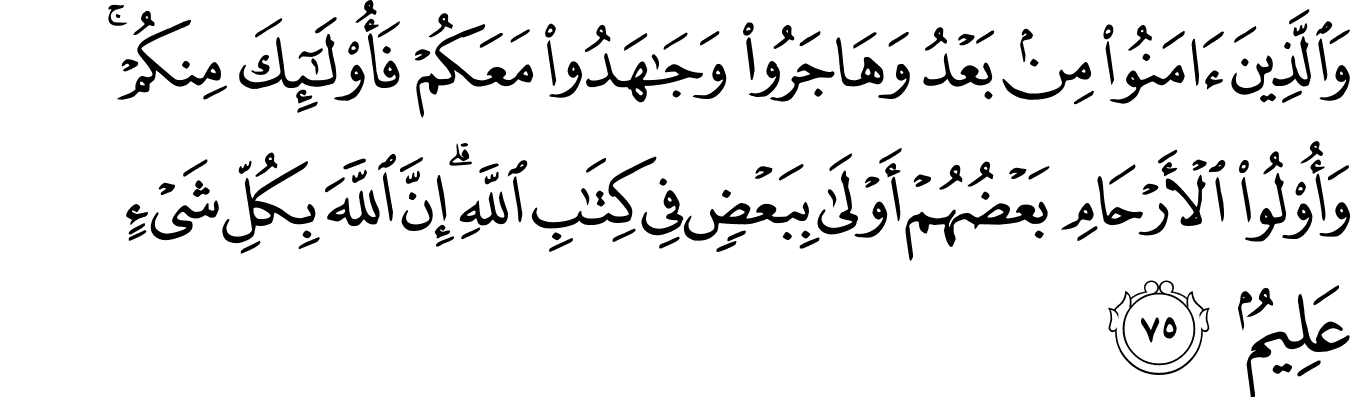 وَٱلَّذِينَ ءَامَنُوا۟ مِنۢ بَعْدُ وَهَاجَرُوا۟ وَجَـٰهَدُوا۟ مَعَكُمْ فَأُو۟لَـٰٓئِكَ مِنكُمْ ۚ
وَأُو۟لُوا۟ ٱلْأَرْحَامِ بَعْضُهُمْ أَوْلَىٰ بِبَعْضٍ فِى كِتَـٰبِ ٱللَّهِ ۗ إِنَّ ٱللَّهَ بِكُلِّ شَىْءٍ
عَلِيمٌۢ ٧٥